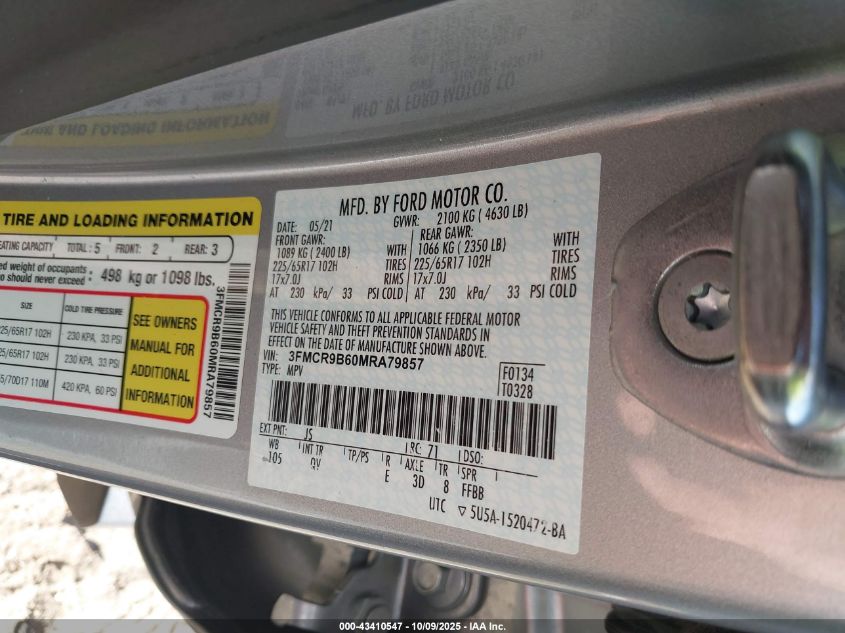 TIRE AND LOADING INFORMATION
EATING CAPACITY TOTAL: 5 FRONT: 2 REAR: 3
ed weight of occupants:
o should never exceed: 498 kg or 1098 lbs.
SIZE COLD TIRE PRESSURE
25/65R17 102H 230 KPA, 33 PSI
25/65R17 102H 230 KPA, 33 PSI
5/70D17 110M 420 KPA, 60 PSI
SEE OWNERS
MANUAL FOR
ADDITIONAL
INFORMATION
3FMCR9B60MRA79857
MFD. BY FORD MOTOR CO.
DATE: 05/21 GVWR: 2100 KG ( 4630 LB)
FRONT GAWR: REAR GAWR:
1089 KG ( 2400 LB) WITH 1066 KG ( 2350 LB) WITH
225/65R17 102H TIRES 225/65R17 102H TIRES
17x7.0J RIMS 17x7.0J RIMS
AT 230 kPa/ 33 PSI COLD AT 230 kPa/ 33 PSI COLD
THIS VEHICLE CONFORMS TO ALL APPLICABLE FEDERAL MOTOR
VEHICLE SAFETY AND THEFT PREVENTION STANDARDS IN
EFFECT ON THE DATE OF MANUFACTURE SHOWN ABOVE.
VIN: 3FMCR9B60MRA79857
TYPE: MPV
F0134
T0328
EXT PNT: JS RC: 71 DSO:
WB INT TR TP/PS R AXLE TR SPR
105 QV E 3D 8 FFBB
UTC ▽ 5U5A-1520472-BA
000-43410547 - 10/09/2025 - IAA Inc.